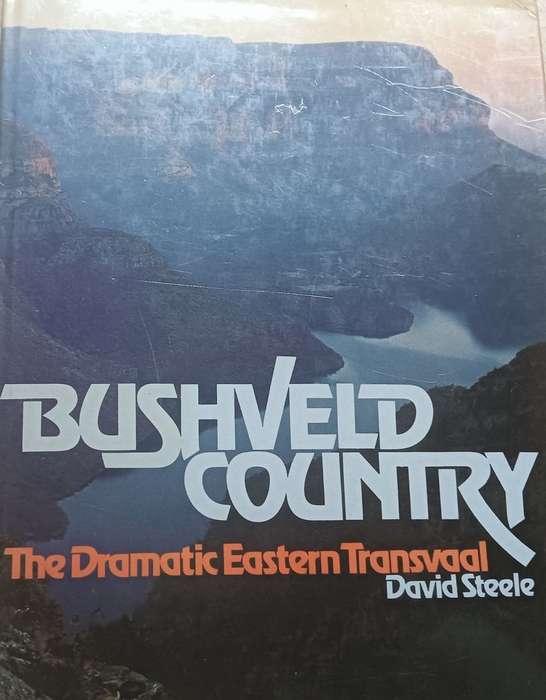 BUSHVELD
COUNTRY
The Dramatic Eastern Transvaal
David Steele